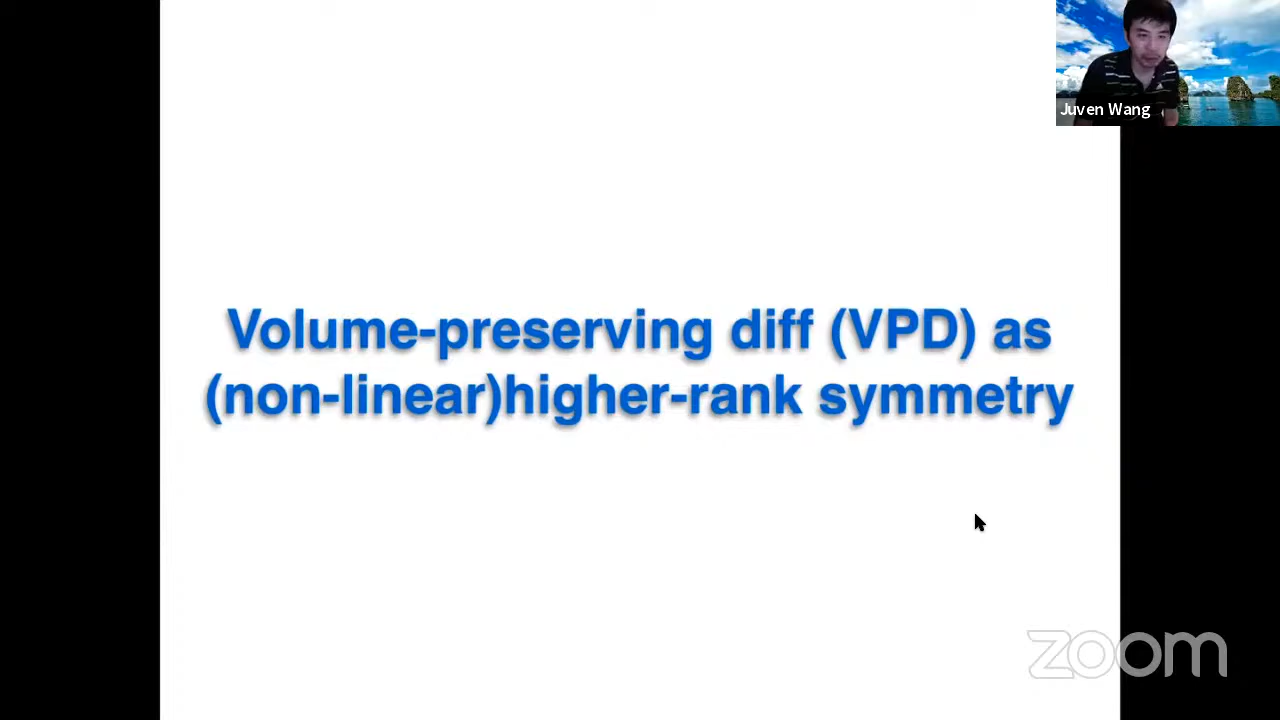 Juven Wang
Volume-preserving diff (VPD) as
(non-linear)higher-rank symmetry
zoom